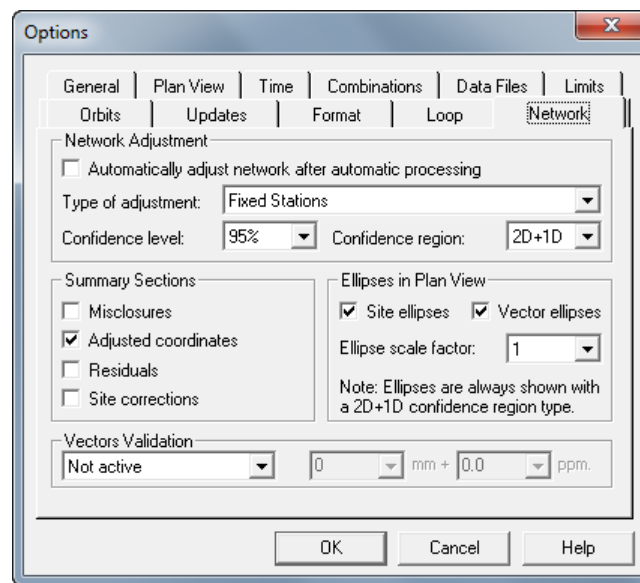 Options
General Plan View Time Combinations Data Files Limits
Orbits Updates Format Loop Network
Network Adjustment
Automatically adjust network after automatic processing
Type of adjustment: Fixed Stations
Confidence level: 95% Confidence region: 2D+1D
Summary Sections
Misclosures
Adjusted coordinates
Residuals
Site corrections
Ellipses in Plan View
Site ellipses Vector ellipses
Ellipse scale factor: 1
Note: Ellipses are always shown with
a 2D+1D confidence region type.
Vectors Validation
Not active 0 mm + 0.0 ppm.
OK Cancel Help